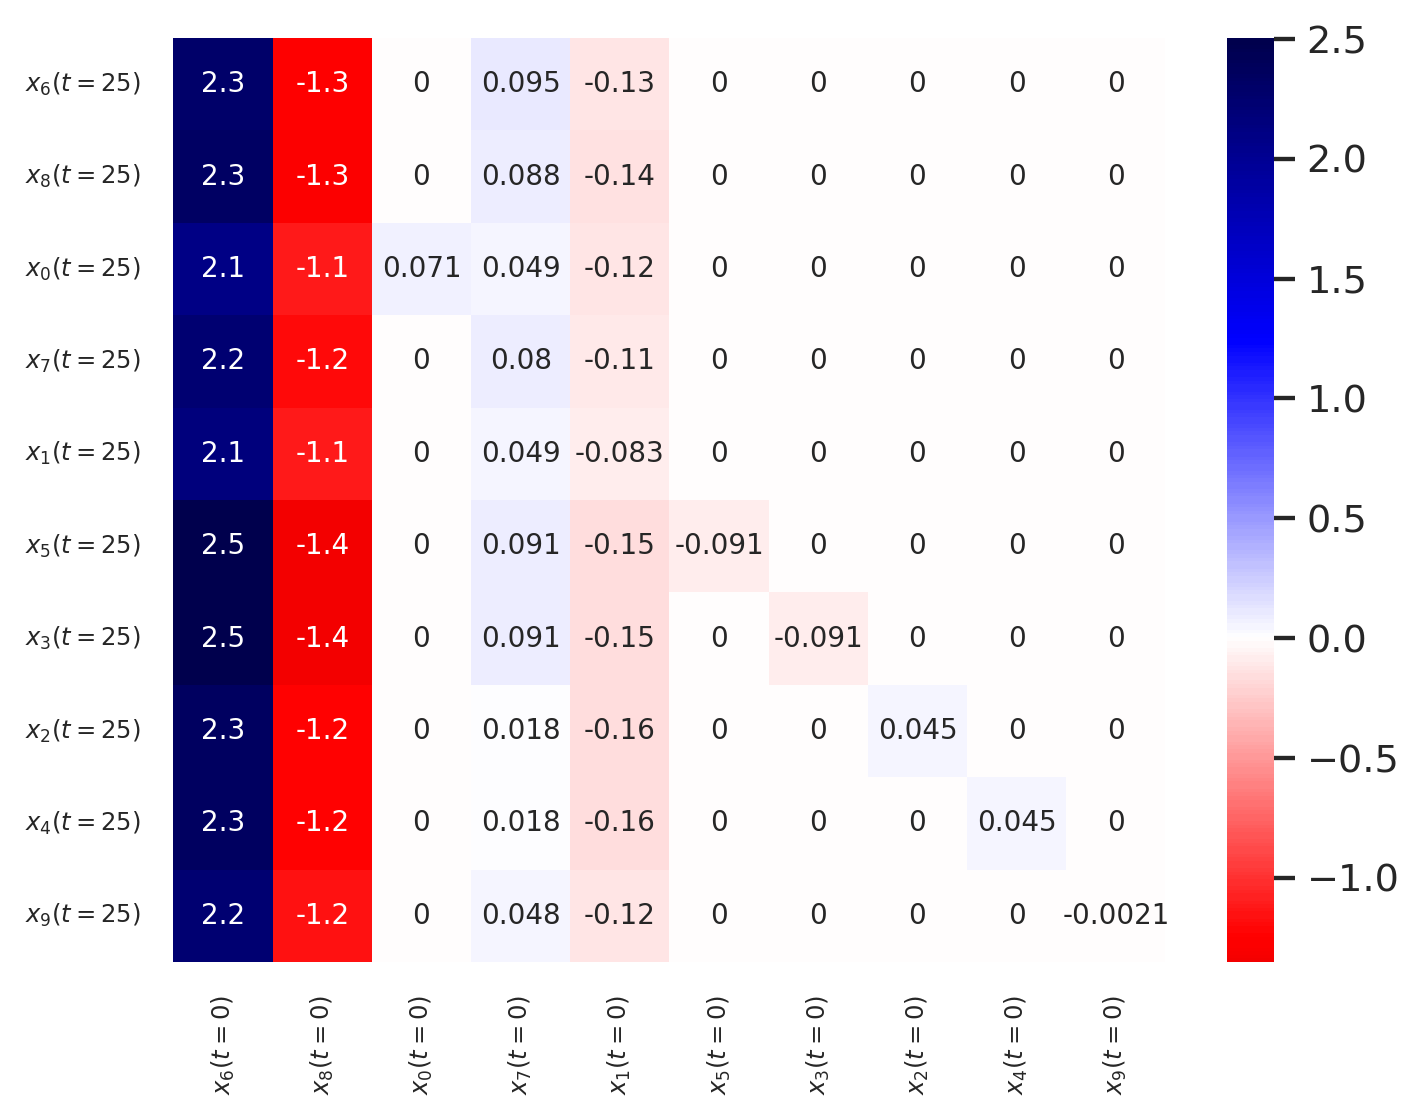 x₆(t = 25) 2.3 -1.3 0 0.095 -0.13 0 0 0 0 0
x₈(t = 25) 2.3 -1.3 0 0.088 -0.14 0 0 0 0 0
x₀(t = 25) 2.1 -1.1 0.071 0.049 -0.12 0 0 0 0 0
x₇(t = 25) 2.2 -1.2 0 0.08 -0.11 0 0 0 0 0
x₁(t = 25) 2.1 -1.1 0 0.049 -0.083 0 0 0 0 0
x₅(t = 25) 2.5 -1.4 0 0.091 -0.15 -0.091 0 0 0 0
x₃(t = 25) 2.5 -1.4 0 0.091 -0.15 0 -0.091 0 0 0
x₂(t = 25) 2.3 -1.2 0 0.018 -0.16 0 0 0.045 0 0
x₄(t = 25) 2.3 -1.2 0 0.018 -0.16 0 0 0 0.045 0
x₉(t = 25) 2.2 -1.2 0 0.048 -0.12 0 0 0 0 -0.0021
x₆(t = 0)
x₈(t = 0)
x₀(t = 0)
x₇(t = 0)
x₁(t = 0)
x₅(t = 0)
x₃(t = 0)
x₂(t = 0)
x₄(t = 0)
x₉(t = 0)
2.5
2.0
1.5
1.0
0.5
0.0
−0.5
−1.0